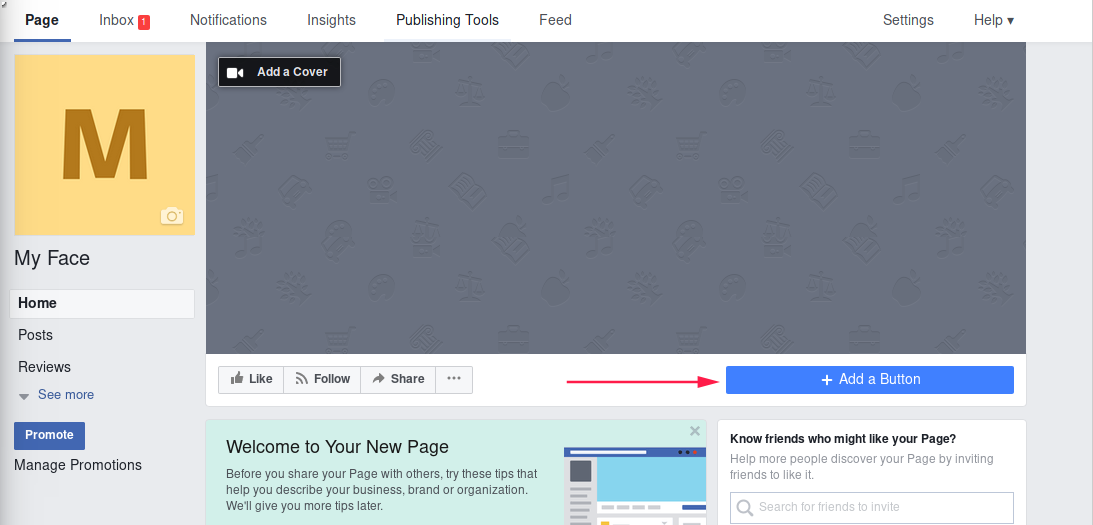 Page
Inbox 1
Notifications
Insights
Publishing Tools
Feed
Settings
Help ▾
Add a Cover
M
My Face
Home
Posts
Reviews
See more
Promote
Manage Promotions
Like
Follow
Share
...
+ Add a Button
Welcome to Your New Page
Before you share your Page with others, try these tips that
help you describe your business, brand or organization.
We'll give you more tips later.
Know friends who might like your Page?
Help more people discover your Page by inviting
friends to like it.
Search for friends to invite